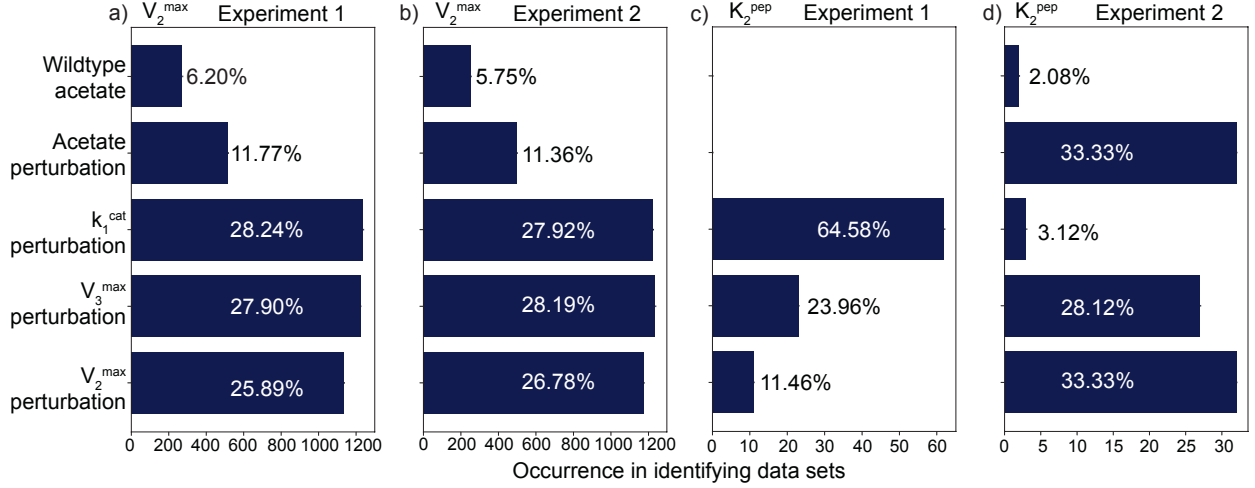 a) V₂ᵐᵃˣ Experiment 1
b) V₂ᵐᵃˣ Experiment 2
c) K₂ᵖᵉᵖ Experiment 1
d) K₂ᵖᵉᵖ Experiment 2
Wildtype
acetate
6.20%
5.75%
2.08%
Acetate
perturbation
11.77%
11.36%
33.33%
k₁ᶜᵃᵗ
perturbation
28.24%
27.92%
64.58%
3.12%
V₃ᵐᵃˣ
perturbation
27.90%
28.19%
23.96%
28.12%
V₂ᵐᵃˣ
perturbation
25.89%
26.78%
11.46%
33.33%
0 200 400 600 800 1000 1200
0 200 400 600 800 1000 1200
0 10 20 30 40 50 60
0 5 10 15 20 25 30
Occurrence in identifying data sets